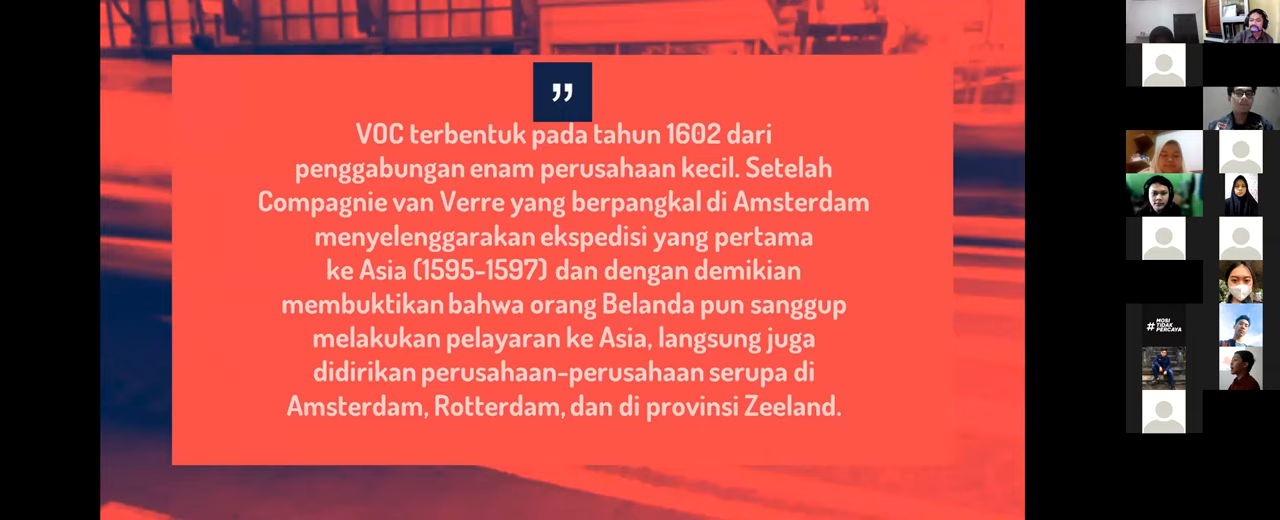 ”
VOC terbentuk pada tahun 1602 dari
penggabungan enam perusahaan kecil. Setelah
Compagnie van Verre yang berpangkal di Amsterdam
menyelenggarakan ekspedisi yang pertama
ke Asia (1595-1597) dan dengan demikian
membuktikan bahwa orang Belanda pun sanggup
melakukan pelayaran ke Asia, langsung juga
didirikan perusahaan-perusahaan serupa di
Amsterdam, Rotterdam, dan di provinsi Zeeland.
#MOSI
TIDAK
PERCAYA